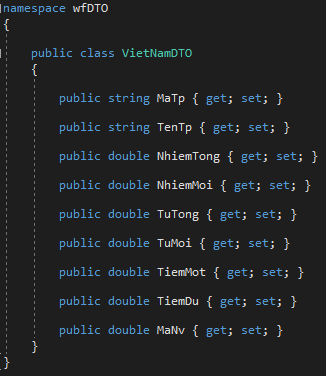 namespace wfDTO
{
public class VietNamDTO
{
public string MaTp { get; set; }
public string TenTp { get; set; }
public double NhiemTong { get; set; }
public double NhiemMoi { get; set; }
public double TuTong { get; set; }
public double TuMoi { get; set; }
public double TiemMot { get; set; }
public double TiemDu { get; set; }
public double MaNv { get; set; }
}
}